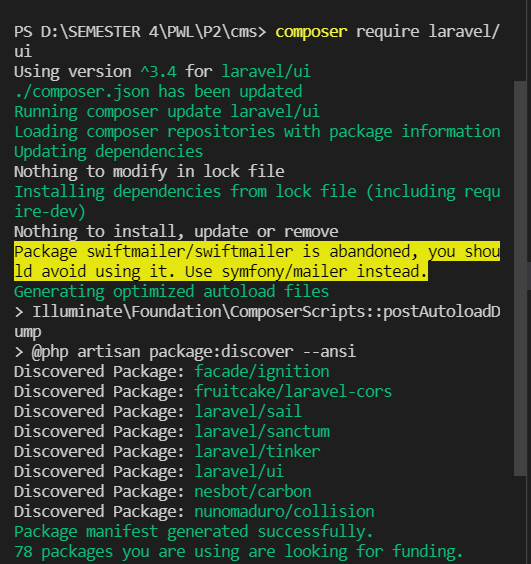 PS D:\SEMESTER 4\PWL\P2\cms> composer require laravel/
ui
Using version ^3.4 for laravel/ui
./composer.json has been updated
Running composer update laravel/ui
Loading composer repositories with package information
Updating dependencies
Nothing to modify in lock file
Installing dependencies from lock file (including requ
ire-dev)
Nothing to install, update or remove
Package swiftmailer/swiftmailer is abandoned, you shou
ld avoid using it. Use symfony/mailer instead.
Generating optimized autoload files
> Illuminate\Foundation\ComposerScripts::postAutoloadD
ump
> @php artisan package:discover --ansi
Discovered Package: facade/ignition
Discovered Package: fruitcake/laravel-cors
Discovered Package: laravel/sail
Discovered Package: laravel/sanctum
Discovered Package: laravel/tinker
Discovered Package: laravel/ui
Discovered Package: nesbot/carbon
Discovered Package: nunomaduro/collision
Package manifest generated successfully.
78 packages you are using are looking for funding.